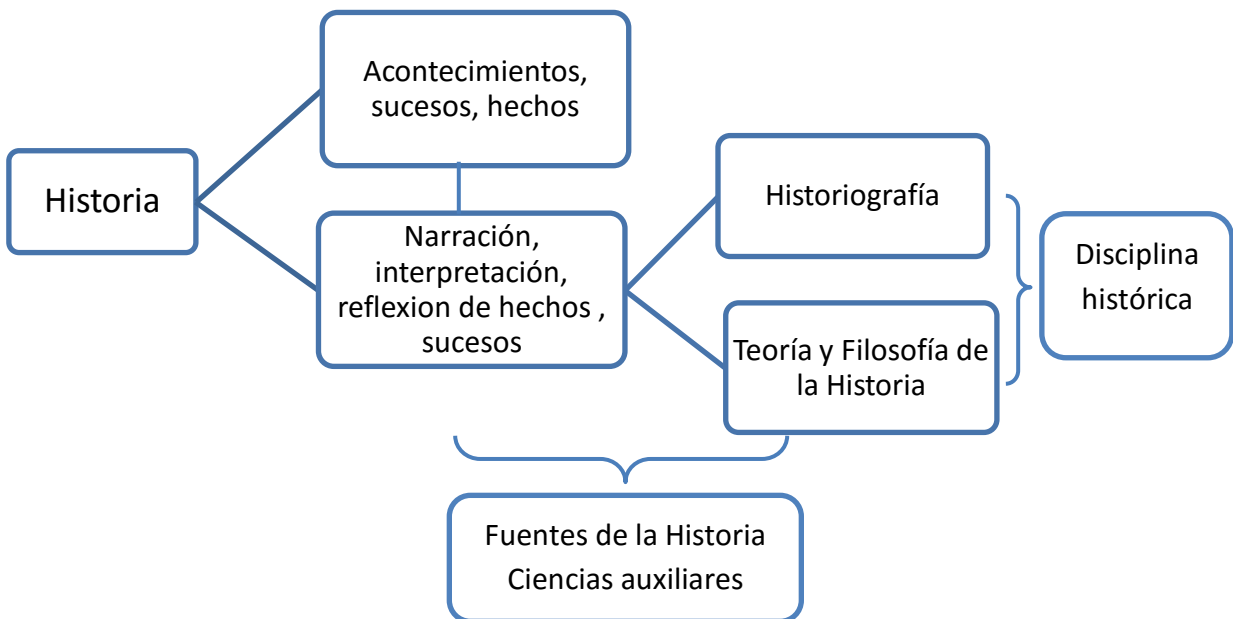 Historia
Acontecimientos,
sucesos, hechos
Narración,
interpretación,
reflexion de hechos ,
sucesos
Historiografía
Teoría y Filosofía de
la Historia
Disciplina
histórica
Fuentes de la Historia
Ciencias auxiliares